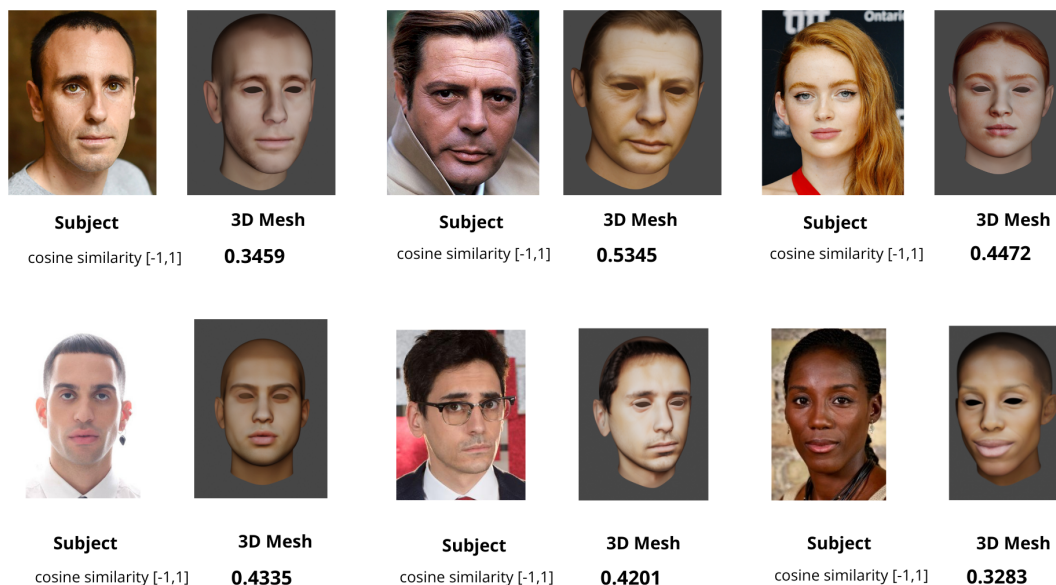 tiff
Ontario
Subject 3D Mesh Subject 3D Mesh Subject 3D Mesh
cosine similarity [-1,1] 0.3459 cosine similarity [-1,1] 0.5345 cosine similarity [-1,1] 0.4472
Subject 3D Mesh Subject 3D Mesh Subject 3D Mesh
cosine similarity [-1,1] 0.4335 cosine similarity [-1,1] 0.4201 cosine similarity [-1,1] 0.3283